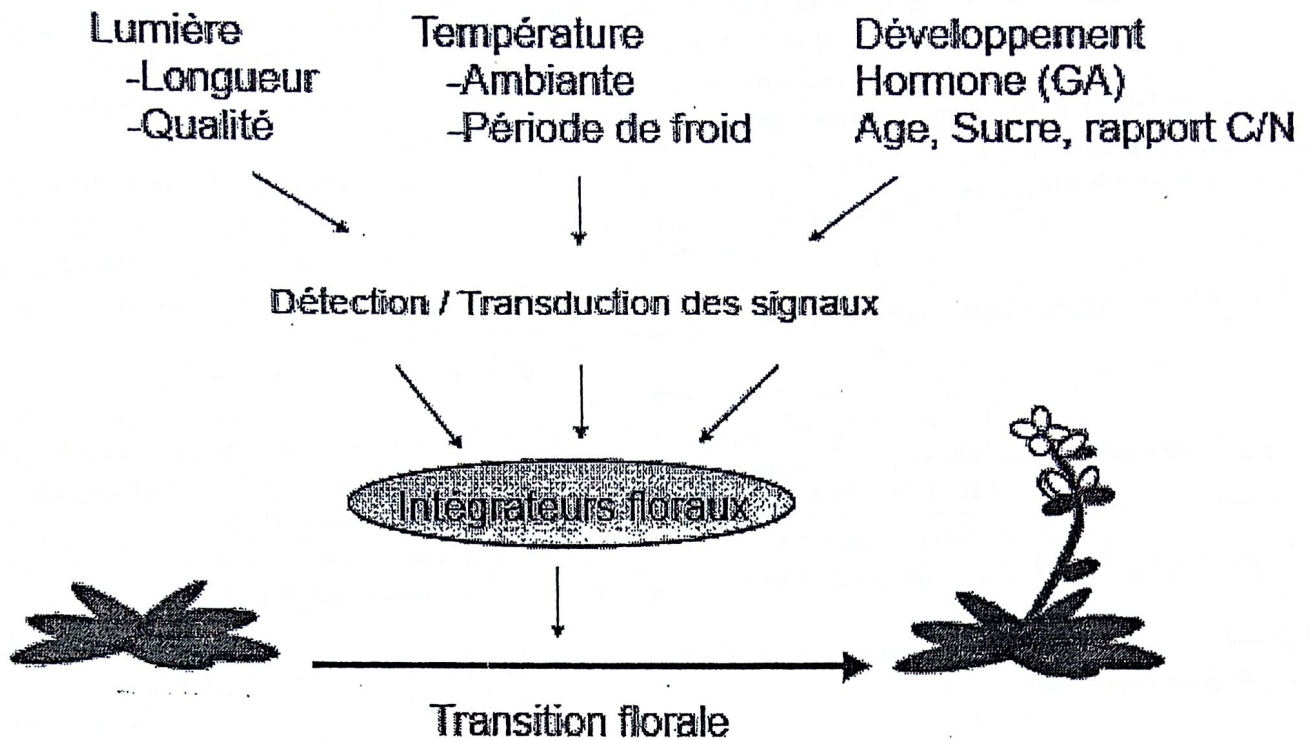 Lumière
-Longueur
-Qualité
Température
-Ambiante
-Période de froid
Développement
Hormone (GA)
Age, Sucre, rapport C/N
Détection / Transduction des signaux
Intégrateurs floraux
Transition florale